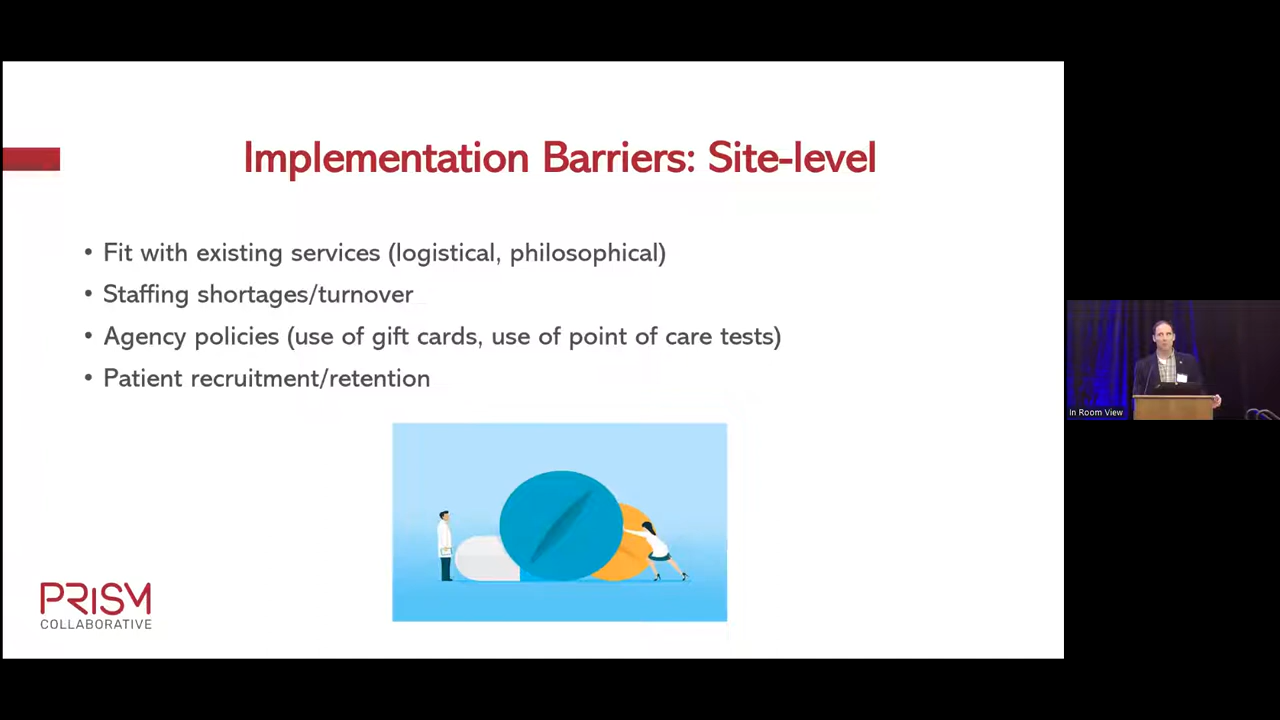 Implementation Barriers: Site-level
• Fit with existing services (logistical, philosophical)
• Staffing shortages/turnover
• Agency policies (use of gift cards, use of point of care tests)
• Patient recruitment/retention
PRISM
COLLABORATIVE
In Room View